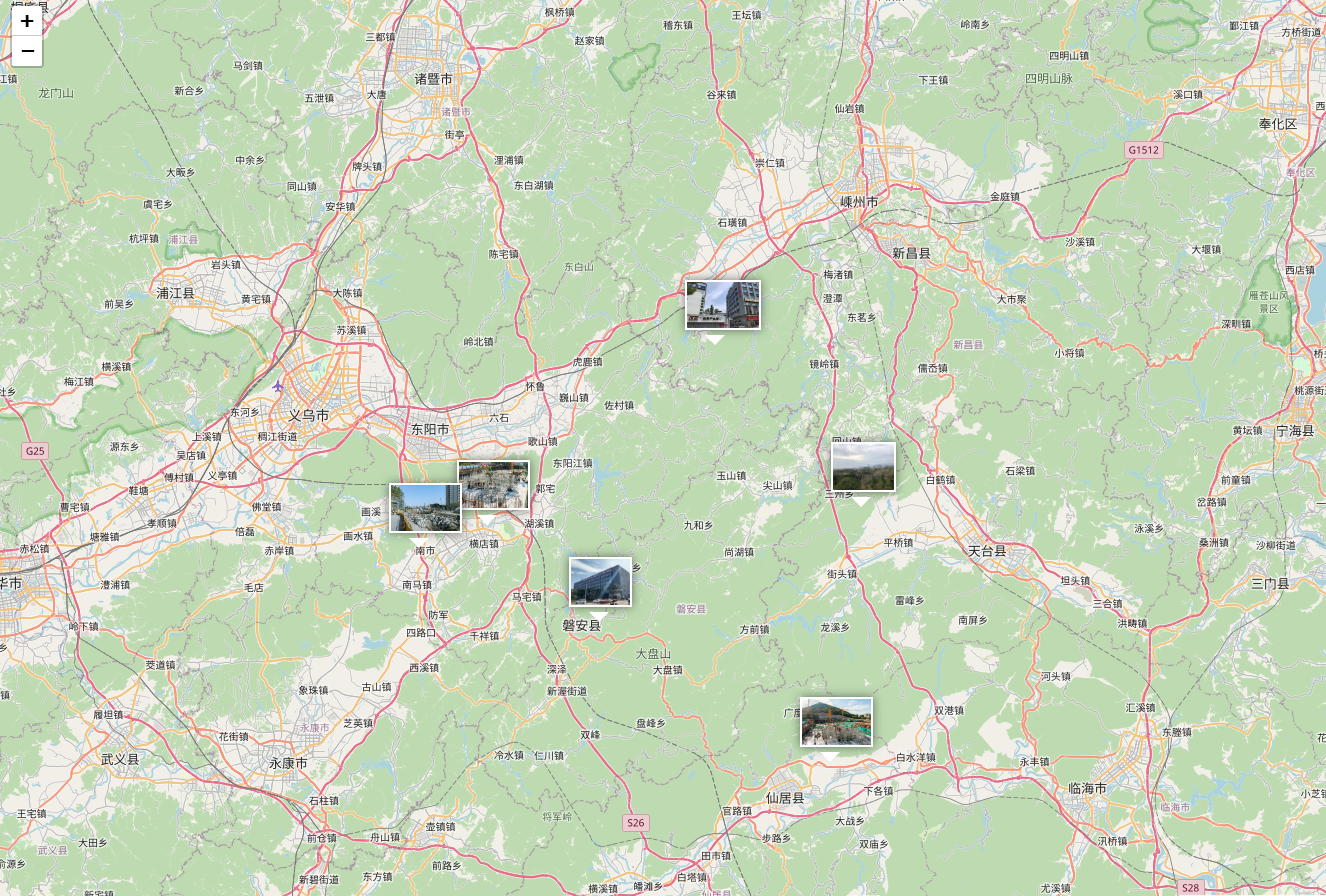 +
−
枫桥镇
王坛镇
稽东镇
岭南乡
鄞江镇
方桥街道
三都镇
赵家镇
四明山镇
马剑镇
诸暨市
下王镇
四明山脉
龙门山
新合乡
五泄镇
大唐
谷来镇
溪口镇
仙岩镇
诸暨市
奉化区
街亭
G1512
中余乡
牌头镇
浬浦镇
崇仁镇
大畈乡
奉化区
同山镇
东白湖镇
虞宅乡
安华镇
金庭镇
嵊州市
石璜镇
杭坪镇
浦江县
沙溪镇
陈宅镇
新昌县
大堰镇
岩头镇
东白山
梅渚镇
西店镇
浦江县
黄宅镇
大陈镇
澄潭
大市聚
雁苍山风
景区
前吴乡
东茗乡
深甽镇
苏溪镇
岭北镇
新昌县
小将镇
横溪镇
虎鹿镇
镜岭镇
儒岙镇
梅江镇
怀鲁
桃源街
东河乡
义乌市
巍山镇
佐村镇
六石
东阳市
黄坛镇
宁海县
上溪镇
稠江街道
歌山镇
回山镇
G25
源东乡
吴店镇
东阳江镇
石梁镇
傅村镇
义亭镇
玉山镇
尖山镇
白鹤镇
前童镇
鞋塘
郭宅
三州乡
岔路镇
曹宅镇
佛堂镇
画溪
孝顺镇
湖溪镇
九和乡
泳溪乡
塘雅镇
倍磊
画水镇
横店镇
平桥镇
桑洲镇
沙柳街道
赤松镇
赤岸镇
南市
尚湖镇
天台县
华市
澧浦镇
毛店
南马镇
乡
街头镇
坦头镇
三门县
马宅镇
磐安县
雷峰乡
三合镇
防军
岭下镇
磐安县
方前镇
龙溪乡
南屏乡
洪畴镇
四路口
千祥镇
大盘山
茭道镇
西溪镇
深泽
大盘镇
河头镇
象珠镇
古山镇
新渥街道
履坦镇
芝英镇
盘峰乡
双港镇
汇溪镇
花街镇
永康市
双峰
东塍镇
武义县
永康市
冷水镇
仁川镇
白水洋镇
永丰镇
临海市
石柱镇
仙居县
下各镇
小芝镇
王宅镇
将军岭
官路镇
临海市
大田乡
前仓镇
舟山镇
壶镇镇
S26
步路乡
大战乡
双庙乡
汛桥镇
武义县
前路乡
田市镇
新碧街道
东方镇
横溪镇
皤滩乡
白塔镇
尤溪镇
S28